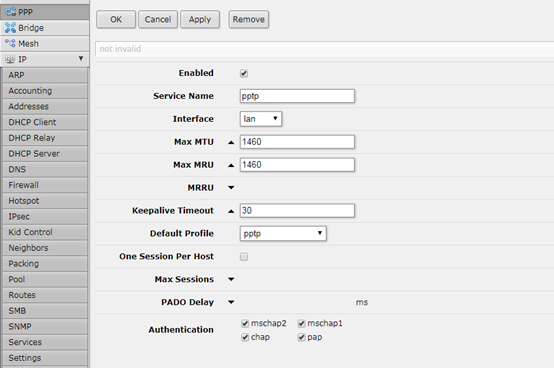 PPP
Bridge
Mesh
IP
ARP
Accounting
Addresses
DHCP Client
DHCP Relay
DHCP Server
DNS
Firewall
Hotspot
IPsec
Kid Control
Neighbors
Packing
Pool
Routes
SMB
SNMP
Services
Settings
OK Cancel Apply Remove
not invalid
Enabled
Service Name pptp
Interface lan
Max MTU 1460
Max MRU 1460
MRRU
Keepalive Timeout 30
Default Profile pptp
One Session Per Host
Max Sessions
PADO Delay ms
Authentication mschap2 mschap1
chap pap